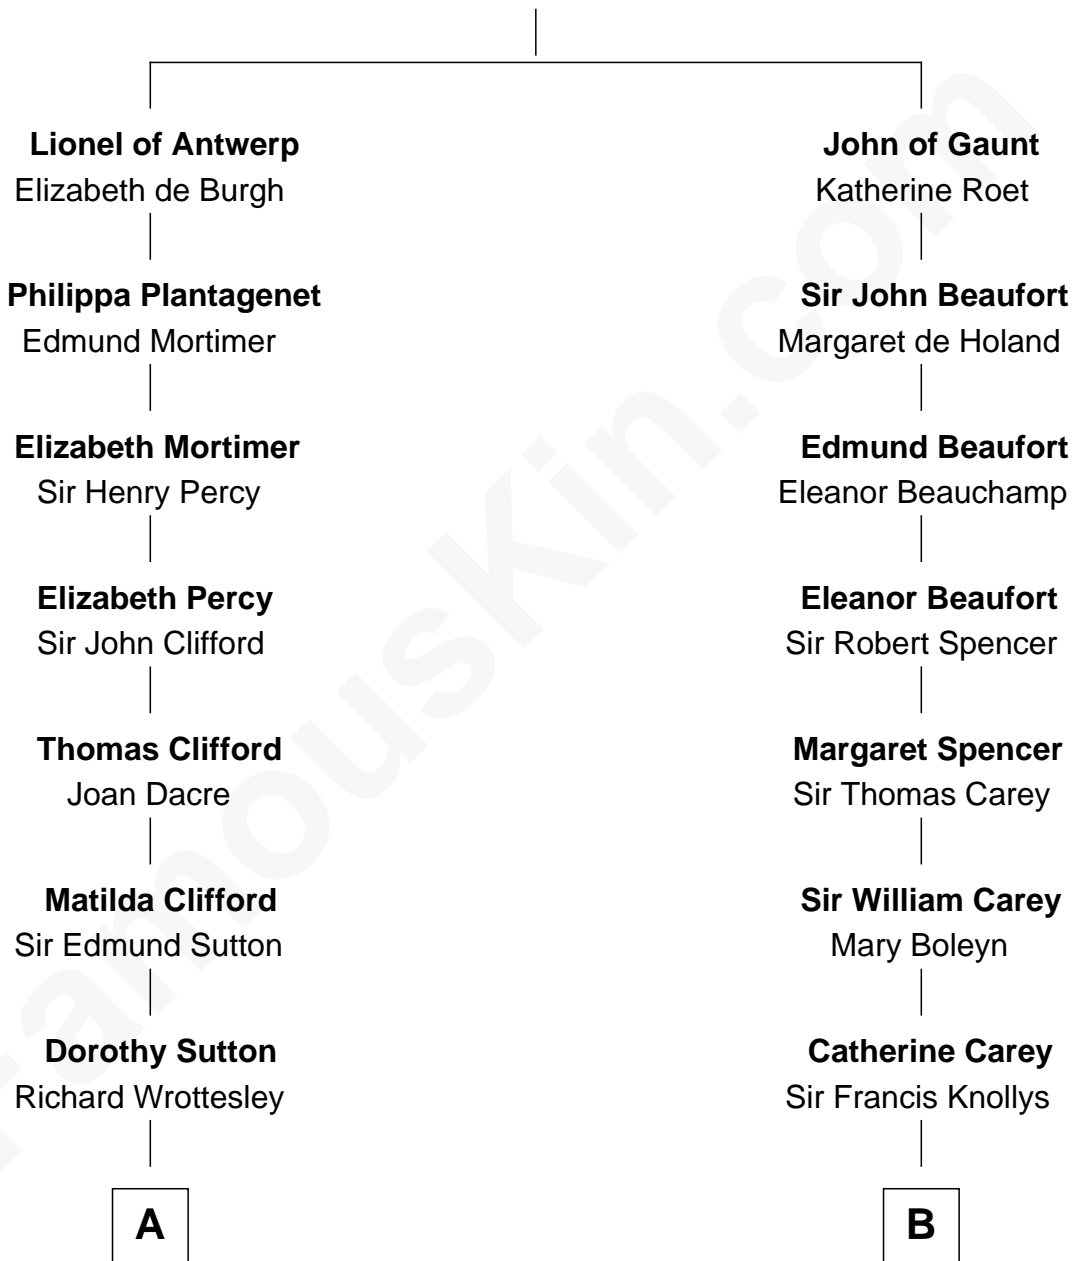 Lionel of Antwerp
Elizabeth de Burgh
Philippa Plantagenet
Edmund Mortimer
Elizabeth Mortimer
Sir Henry Percy
Elizabeth Percy
Sir John Clifford
Thomas Clifford
Joan Dacre
Matilda Clifford
Sir Edmund Sutton
Dorothy Sutton
Richard Wrottesley
A
John of Gaunt
Katherine Roet
Sir John Beaufort
Margaret de Holand
Edmund Beaufort
Eleanor Beauchamp
Eleanor Beaufort
Sir Robert Spencer
Margaret Spencer
Sir Thomas Carey
Sir William Carey
Mary Boleyn
Catherine Carey
Sir Francis Knollys
B
FamousKin.com